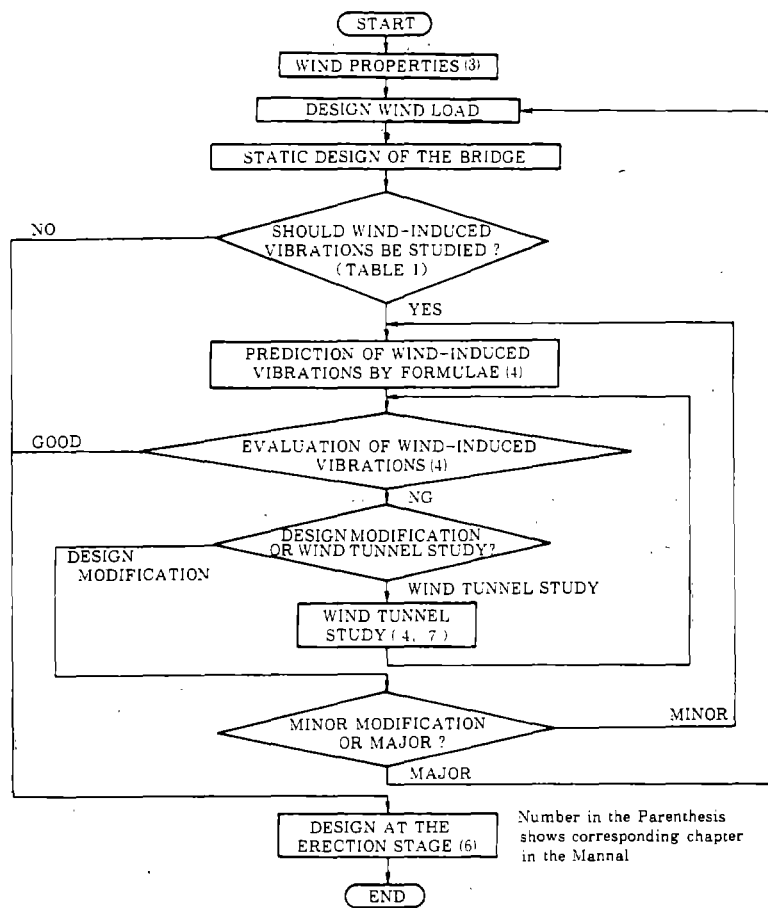 START
WIND PROPERTIES (3)
DESIGN WIND LOAD
STATIC DESIGN OF THE BRIDGE
NO
SHOULD WIND-INDUCED
VIBRATIONS BE STUDIED ?
(TABLE 1)
YES
PREDICTION OF WIND-INDUCED
VIBRATIONS BY FORMULAE (4)
GOOD
EVALUATION OF WIND-INDUCED
VIBRATIONS (4)
NG
DESIGN MODIFICATION
OR WIND TUNNEL STUDY?
DESIGN
MODIFICATION
WIND TUNNEL STUDY
WIND TUNNEL
STUDY ( 4, 7 )
MINOR MODIFICATION
OR MAJOR ?
MINOR
MAJOR
DESIGN AT THE
ERECTION STAGE (6)
Number in the Parenthesis
shows corresponding chapter
in the Mannal
END